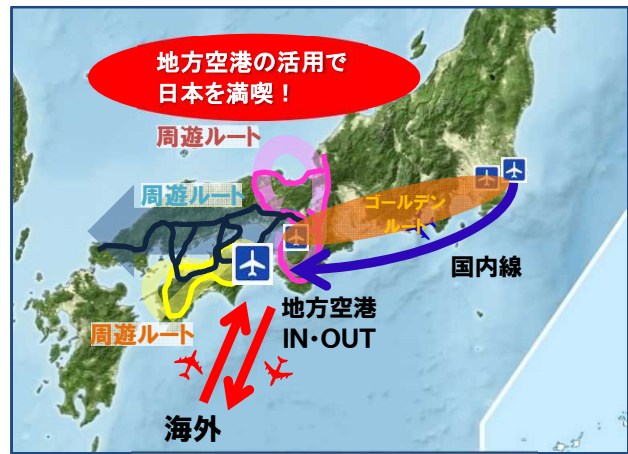 地方空港の活用で
日本を満喫！
周遊ルート
周遊ルート
ゴールデン
ルート
国内線
地方空港
IN・OUT
周遊ルート
海外